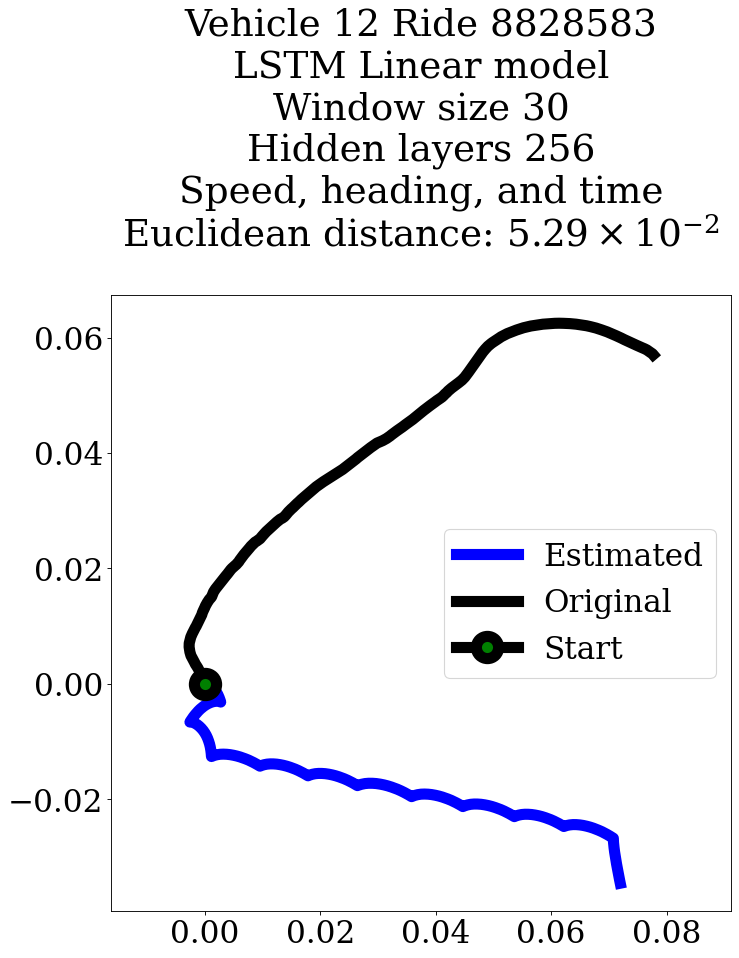 Vehicle 12 Ride 8828583
LSTM Linear model
Window size 30
Hidden layers 256
Speed, heading, and time
Euclidean distance: 5.29 × 10⁻²
0.06
0.04
0.02
0.00
−0.02
Estimated
Original
Start
0.00 0.02 0.04 0.06 0.08